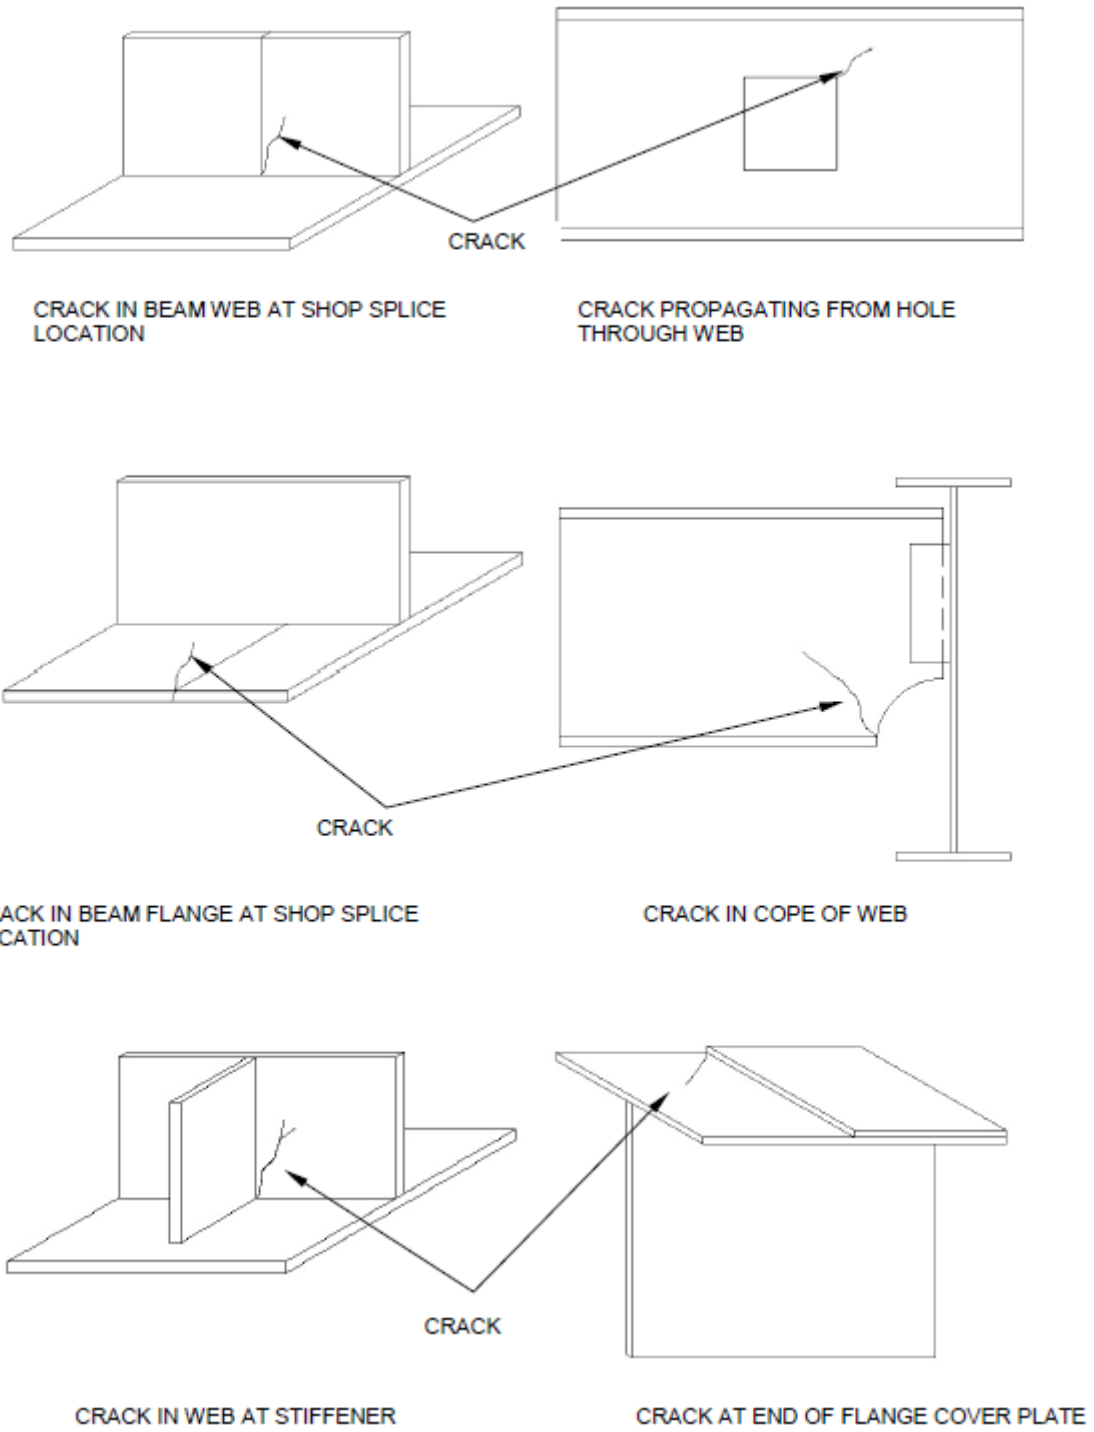 CRACK
CRACK IN BEAM WEB AT SHOP SPLICE
LOCATION
CRACK PROPAGATING FROM HOLE
THROUGH WEB
CRACK
ACK IN BEAM FLANGE AT SHOP SPLICE
CATION
CRACK IN COPE OF WEB
CRACK
CRACK IN WEB AT STIFFENER
CRACK AT END OF FLANGE COVER PLATE